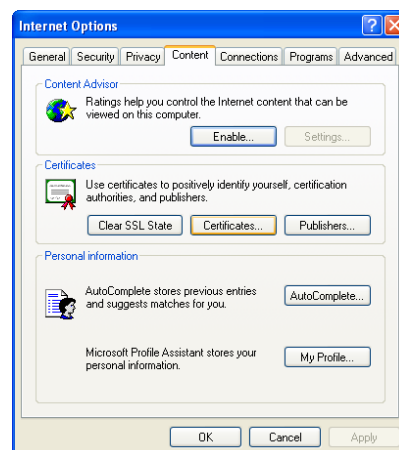 Internet Options
General Security Privacy Content Connections Programs Advanced
Content Advisor
Ratings help you control the Internet content that can be
viewed on this computer.
Enable... Settings...
Certificates
Use certificates to positively identify yourself, certification
authorities, and publishers.
Clear SSL State Certificates... Publishers...
Personal information
AutoComplete stores previous entries
and suggests matches for you.
AutoComplete...
Microsoft Profile Assistant stores your
personal information.
My Profile...
OK Cancel Apply